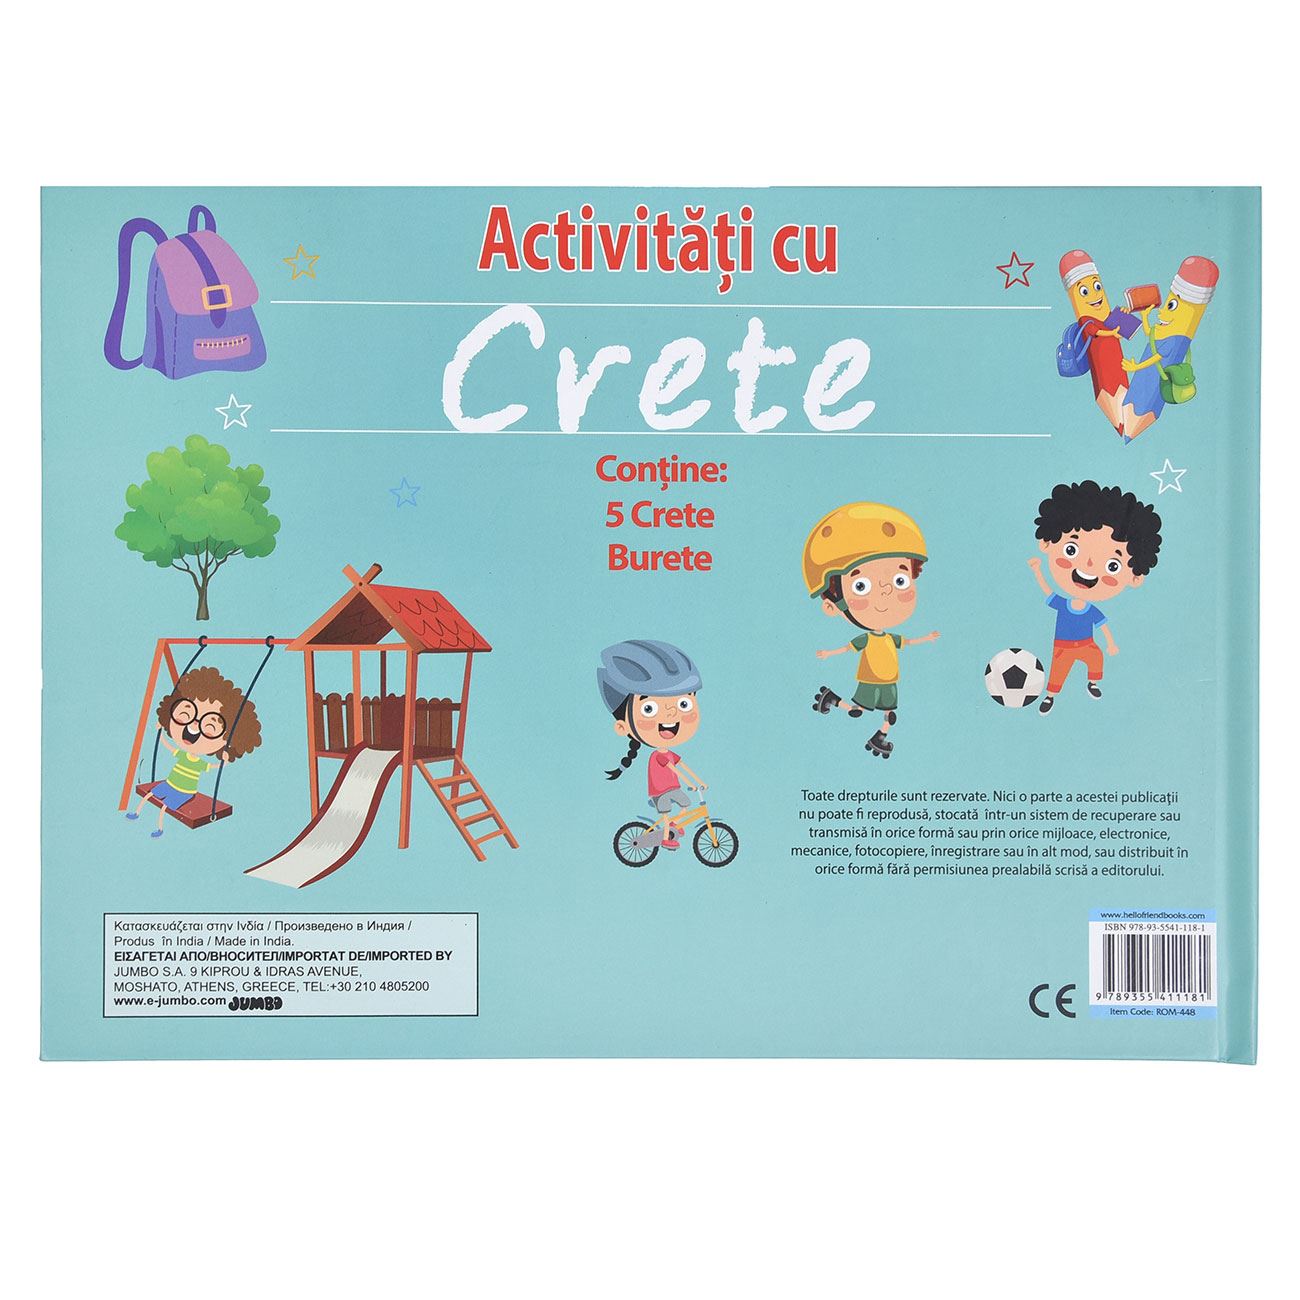 Activități cu
Crete
Conține:
5 Crete
Burete
Toate drepturile sunt rezervate. Nici o parte a acestei publicații
nu poate fi reprodusă, stocată într-un sistem de recuperare sau
transmisă în orice formă sau prin orice mijloace, electronice,
mecanice, fotocopiere, înregistrare sau în alt mod, sau distribuit în
orice formă fără permisiunea prealabilă scrisă a editorului.
Κατασκευάζεται στην Ινδία / Произведено в Индия /
Produs în India / Made in India.
ΕΙΣΑΓΕΤΑΙ ΑΠΟ/ВНОСИТЕЛ/IMPORTAT DE/IMPORTED BY
JUMBO S.A. 9 KIPROU & IDRAS AVENUE,
MOSHATO, ATHENS, GREECE, TEL:+30 210 4805200
www.e-jumbo.com JUMBO
CE
www.hellofriendbooks.com
ISBN 978-93-5541-118-1
9 789355 411181
Item Code: ROM-448